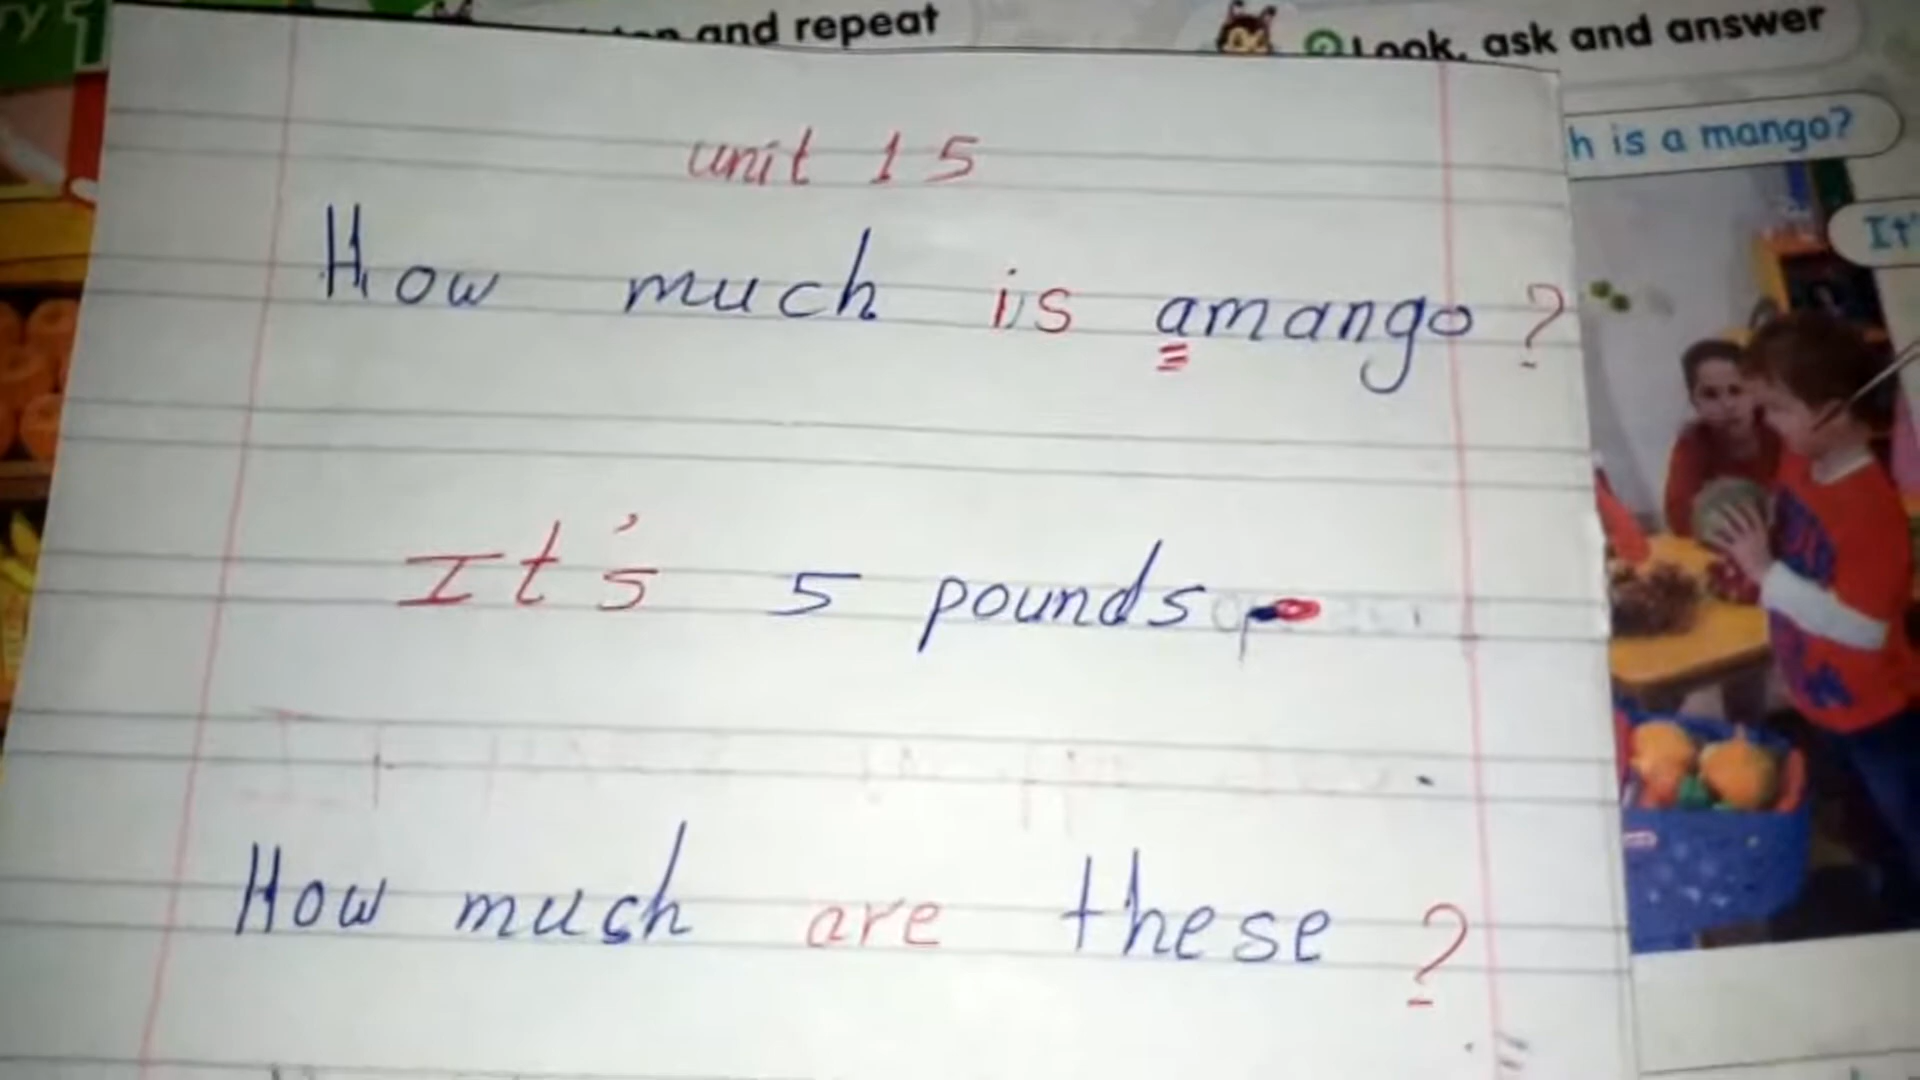 and repeat
Look, ask and answer
h is a mango?
It'
unit 15
How much is amango?
It's 5 pounds.
How much are these?